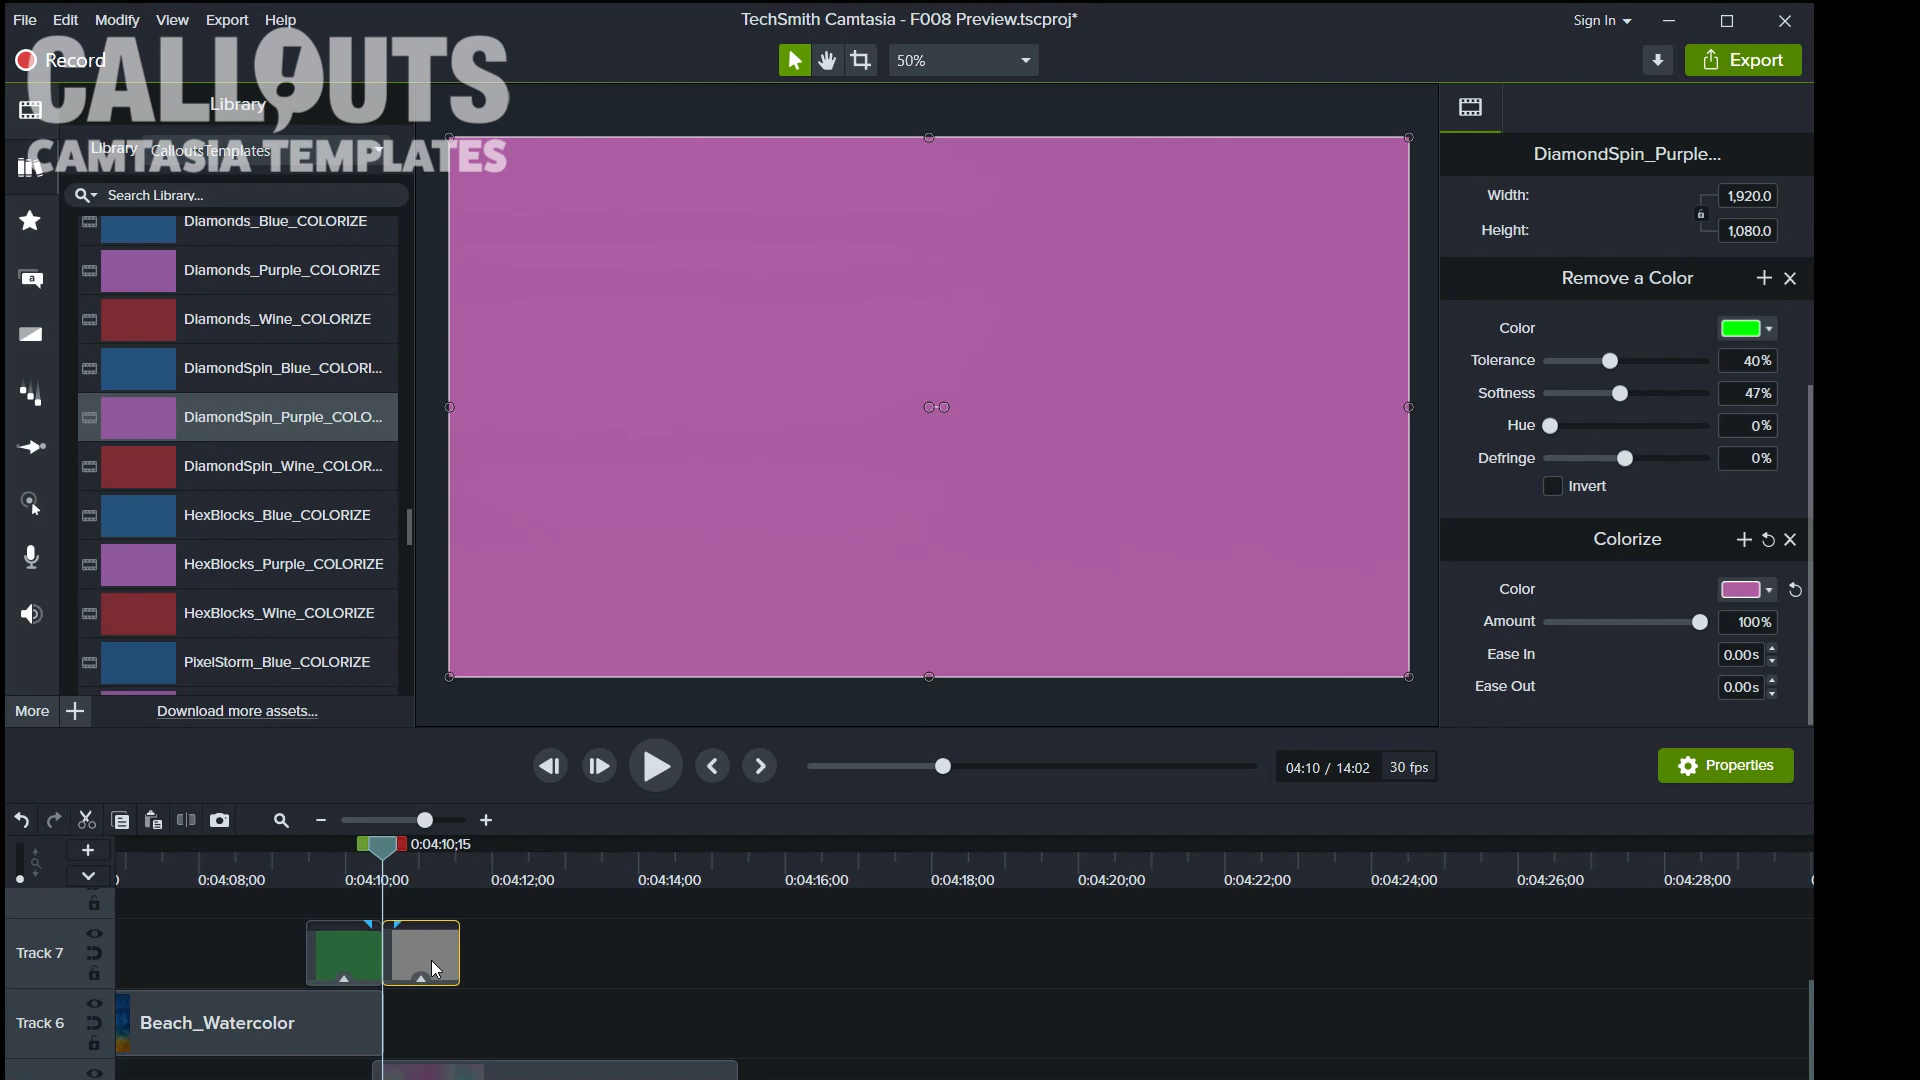 File Edit Modify View Export Help
TechSmith Camtasia - F008 Preview.tscproj*
Sign In
Record
CALLOUTS
CAMTASIA TEMPLATES
50%
Export
Library
Library CalloutsTemplates
Search Library...
Diamonds_Blue_COLORIZE
Diamonds_Purple_COLORIZE
Diamonds_Wine_COLORIZE
DiamondSpin_Blue_COLORI...
DiamondSpin_Purple_COLO...
DiamondSpin_Wine_COLOR...
HexBlocks_Blue_COLORIZE
HexBlocks_Purple_COLORIZE
HexBlocks_Wine_COLORIZE
PixelStorm_Blue_COLORIZE
More
Download more assets...
DiamondSpin_Purple...
Width: 1,920.0
Height: 1,080.0
Remove a Color
Color
Tolerance 40%
Softness 47%
Hue 0%
Defringe 0%
Invert
Colorize
Color
Amount 100%
Ease In 0.00s
Ease Out 0.00s
04:10 / 14:02 30 fps
Properties
0:04:10;15
0:04:08;00 0:04:10;00 0:04:12;00 0:04:14;00 0:04:16;00 0:04:18;00 0:04:20;00 0:04:22;00 0:04:24;00 0:04:26;00 0:04:28;00
Track 7
Track 6
Beach_Watercolor